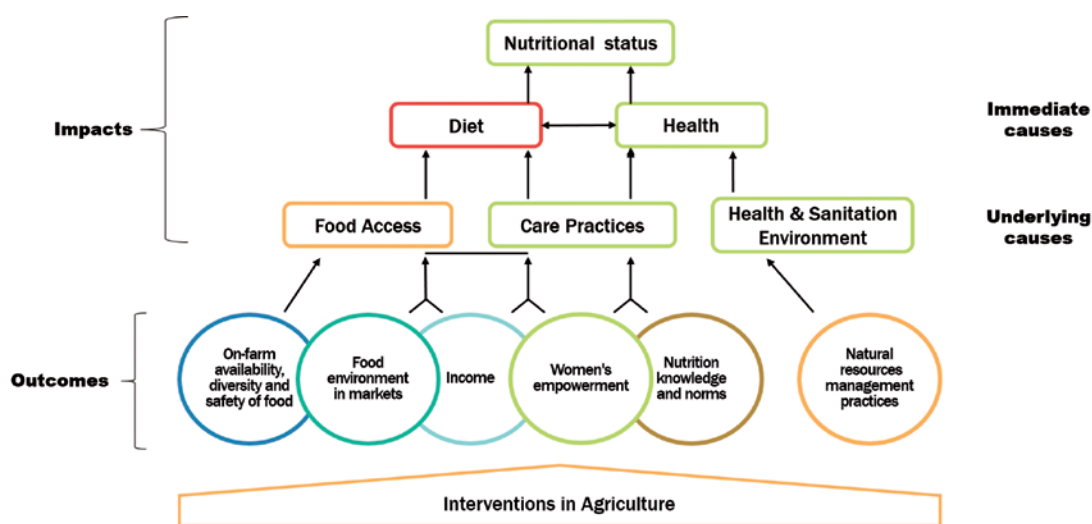 Nutritional status
Impacts
Diet
Health
Immediate
causes
Food Access
Care Practices
Health & Sanitation
Environment
Underlying
causes
Outcomes
On-farm
availability,
diversity and
safety of food
Food
environment
in markets
Income
Women's
empowerment
Nutrition
knowledge
and norms
Natural
resources
management
practices
Interventions in Agriculture